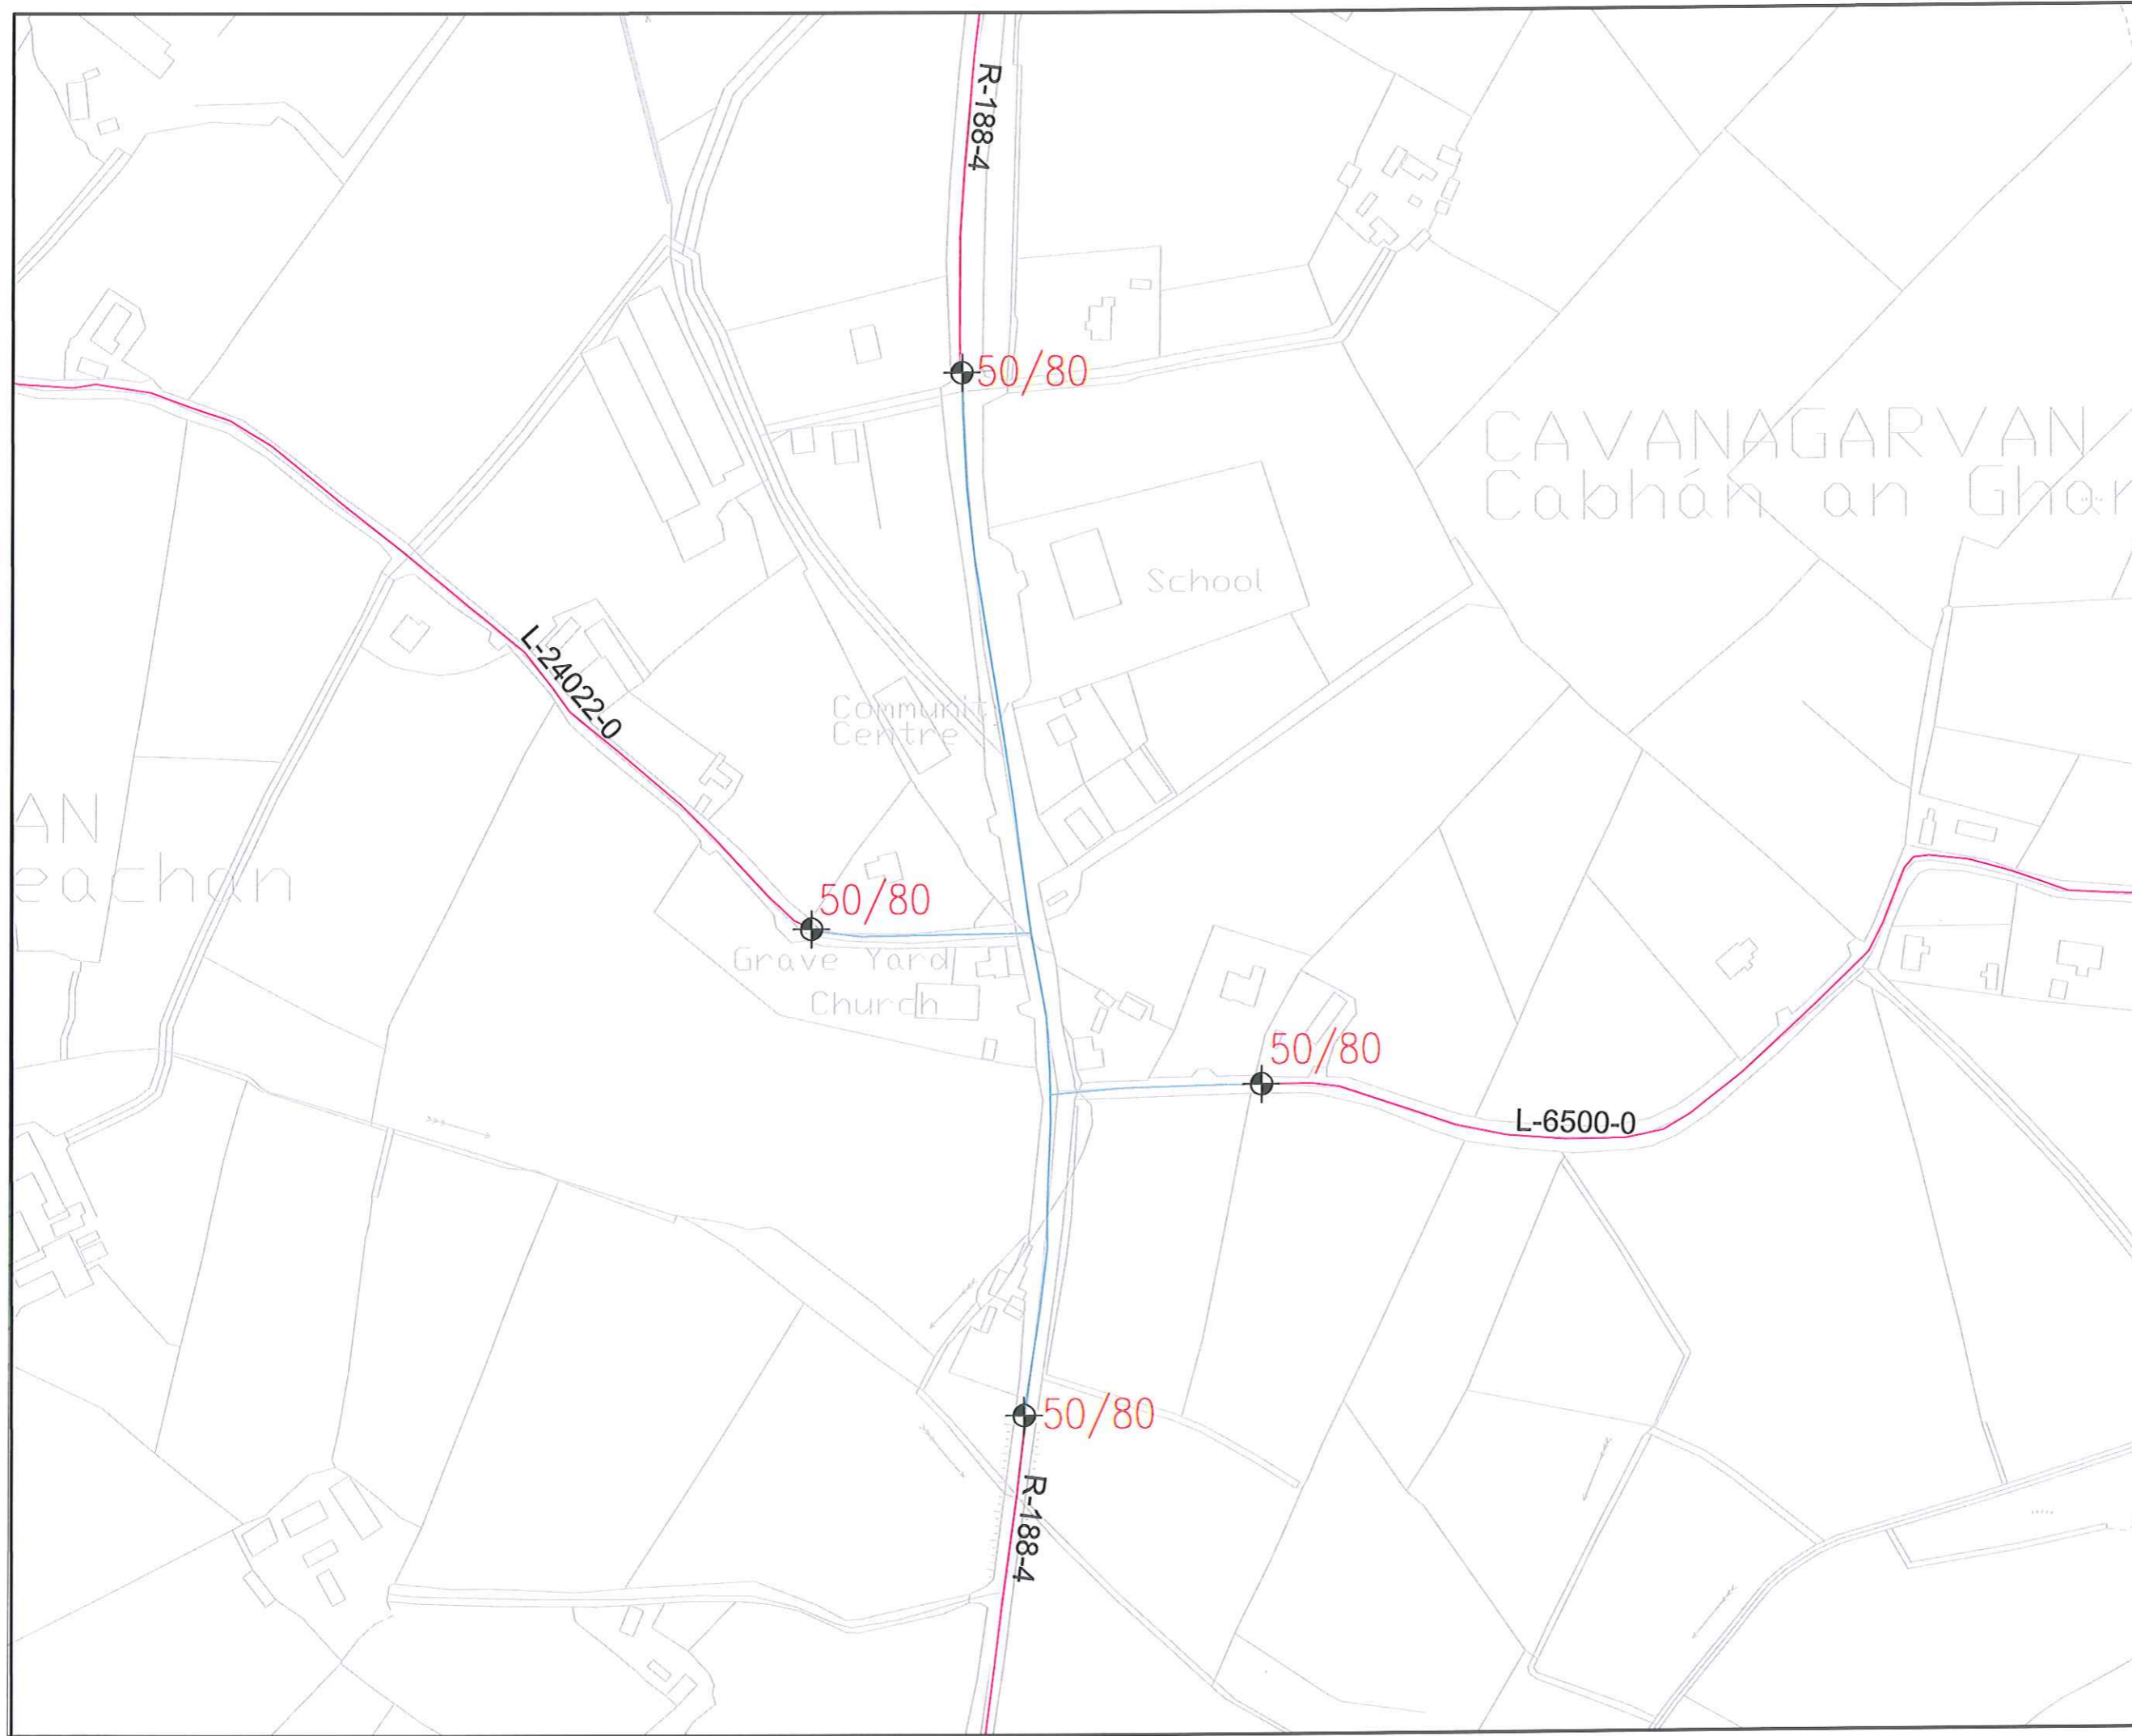 R-188-4
50/80
CAVANAGARVAN
Cabhán an Ghar
School
L-24022-0
Communit
Centre
AN
eachan
50/80
Grave Yard
Church
50/80
L-6500-0
50/80
R-188-4